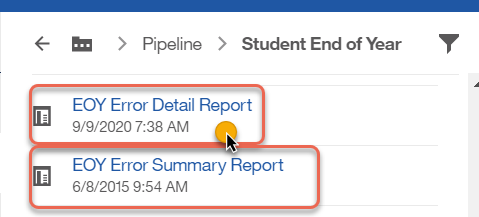 Pipeline Student End of Year
EOY Error Detail Report
9/9/2020 7:38 AM
EOY Error Summary Report
6/8/2015 9:54 AM